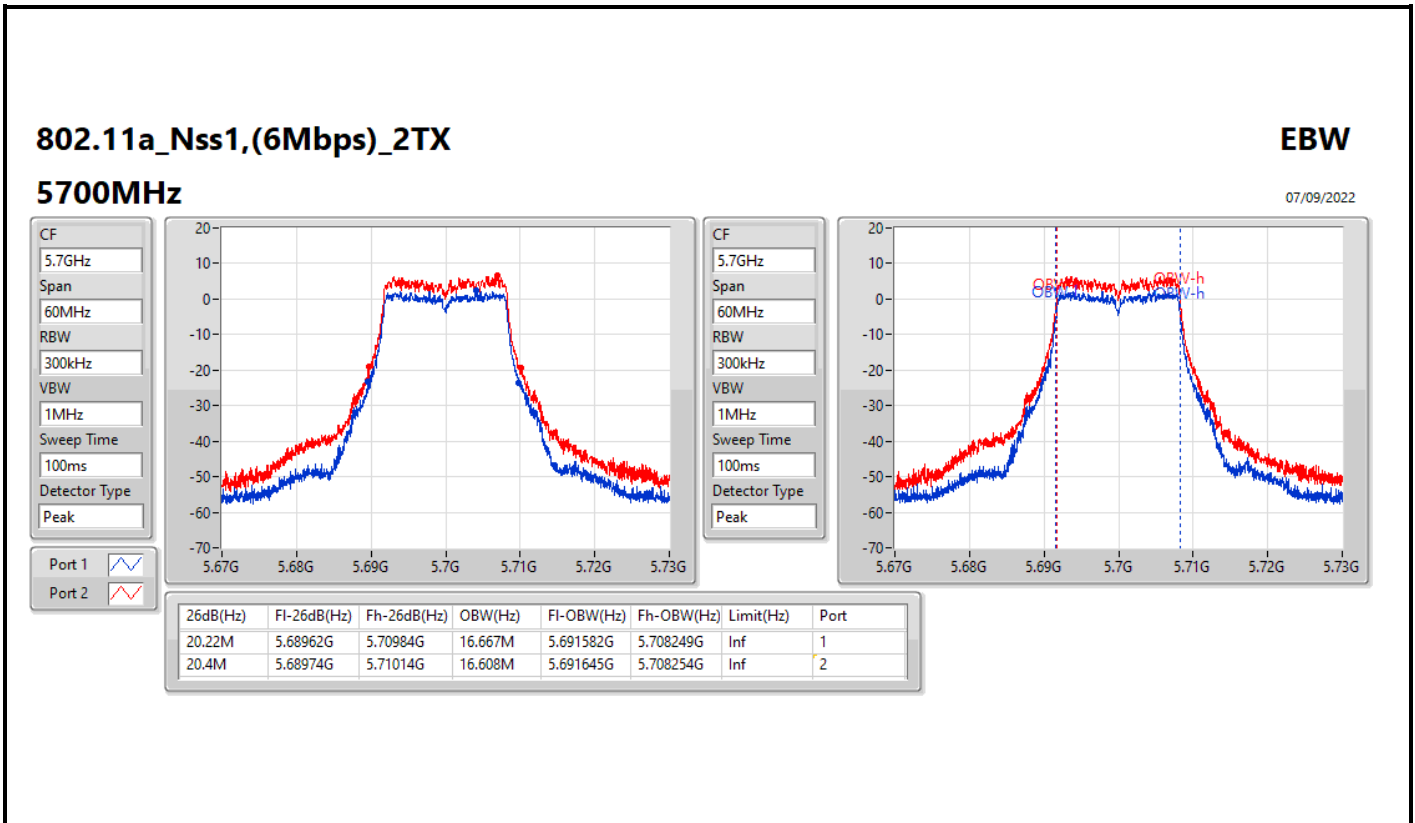 802.11a_Nss1,(6Mbps)_2TX EBW
5700MHz 07/09/2022
CF
5.7GHz
Span
60MHz
RBW
300kHz
VBW
1MHz
Sweep Time
100ms
Detector Type
Peak
20
10
0
-10
-20
-30
-40
-50
-60
-70
5.67G 5.68G 5.69G 5.7G 5.71G 5.72G 5.73G
CF
5.7GHz
Span
60MHz
RBW
300kHz
VBW
1MHz
Sweep Time
100ms
Detector Type
Peak
20
10
0
-10
-20
-30
-40
-50
-60
-70
OBW-h
OBW-h
5.67G 5.68G 5.69G 5.7G 5.71G 5.72G 5.73G
Port 1
Port 2
26dB(Hz) Fl-26dB(Hz) Fh-26dB(Hz) OBW(Hz) Fl-OBW(Hz) Fh-OBW(Hz) Limit(Hz) Port
20.22M 5.68962G 5.70984G 16.667M 5.691582G 5.708249G Inf 1
20.4M 5.68974G 5.71014G 16.608M 5.691645G 5.708254G Inf 2